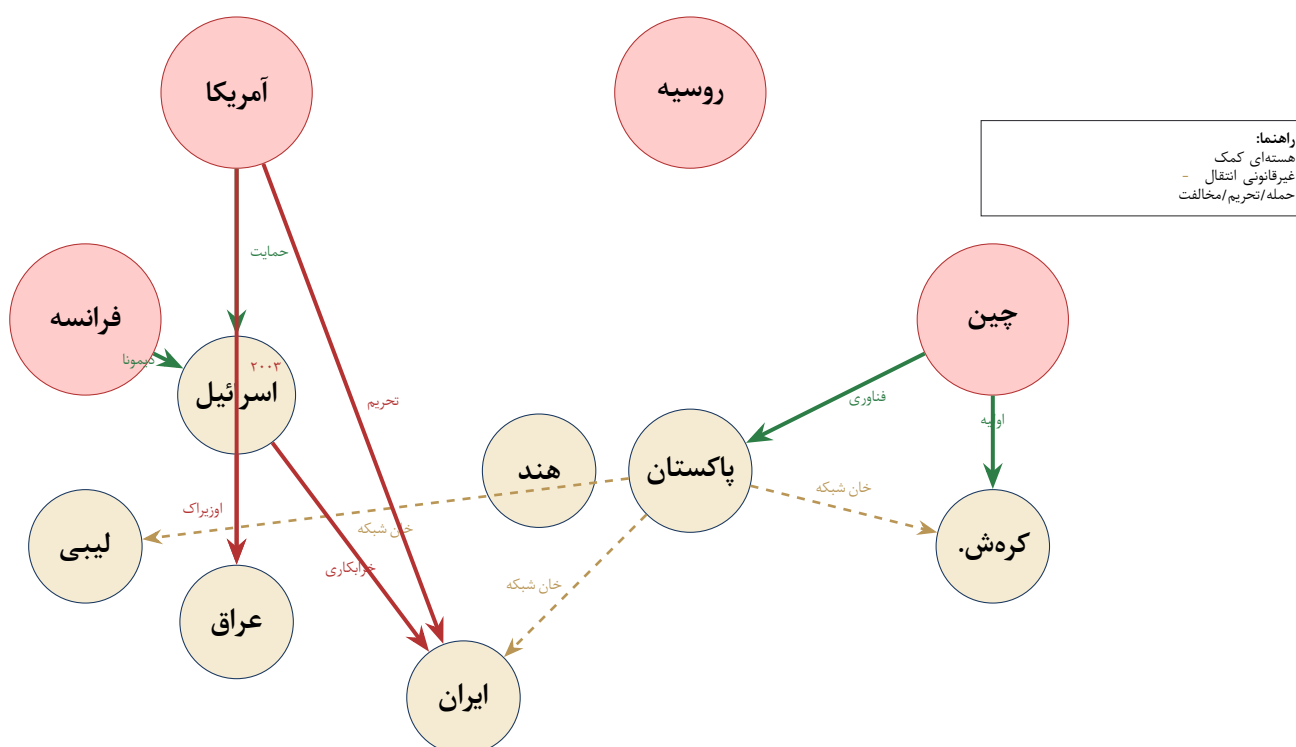 آمریکا
روسیه
راهنما:
هسته‌ای کمک
غیرقانونی انتقال -
حمله/تحریم/مخالفت
حمایت
فرانسه
چین
دیمونا
۲۰۰۳
اسرائیل
تحریم
فناوری
اولیه
هند
پاکستان
خان شبکه
اوزیراک
خان شبکه
لیبی
کره‌ش.
خرابکاری
خان شبکه
عراق
ایران